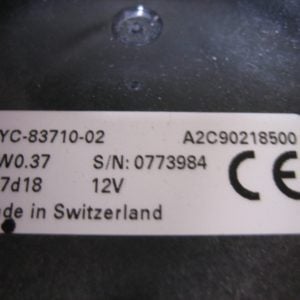 YC-83710-02 A2C90218500
W0.37 S/N: 0773984
7d18 12V CE
de in Switzerland